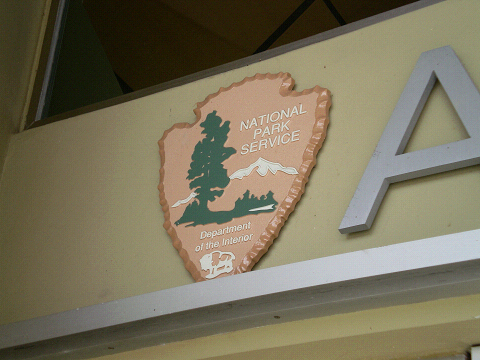 NATIONAL
PARK
SERVICE
A
Department
of the Interior